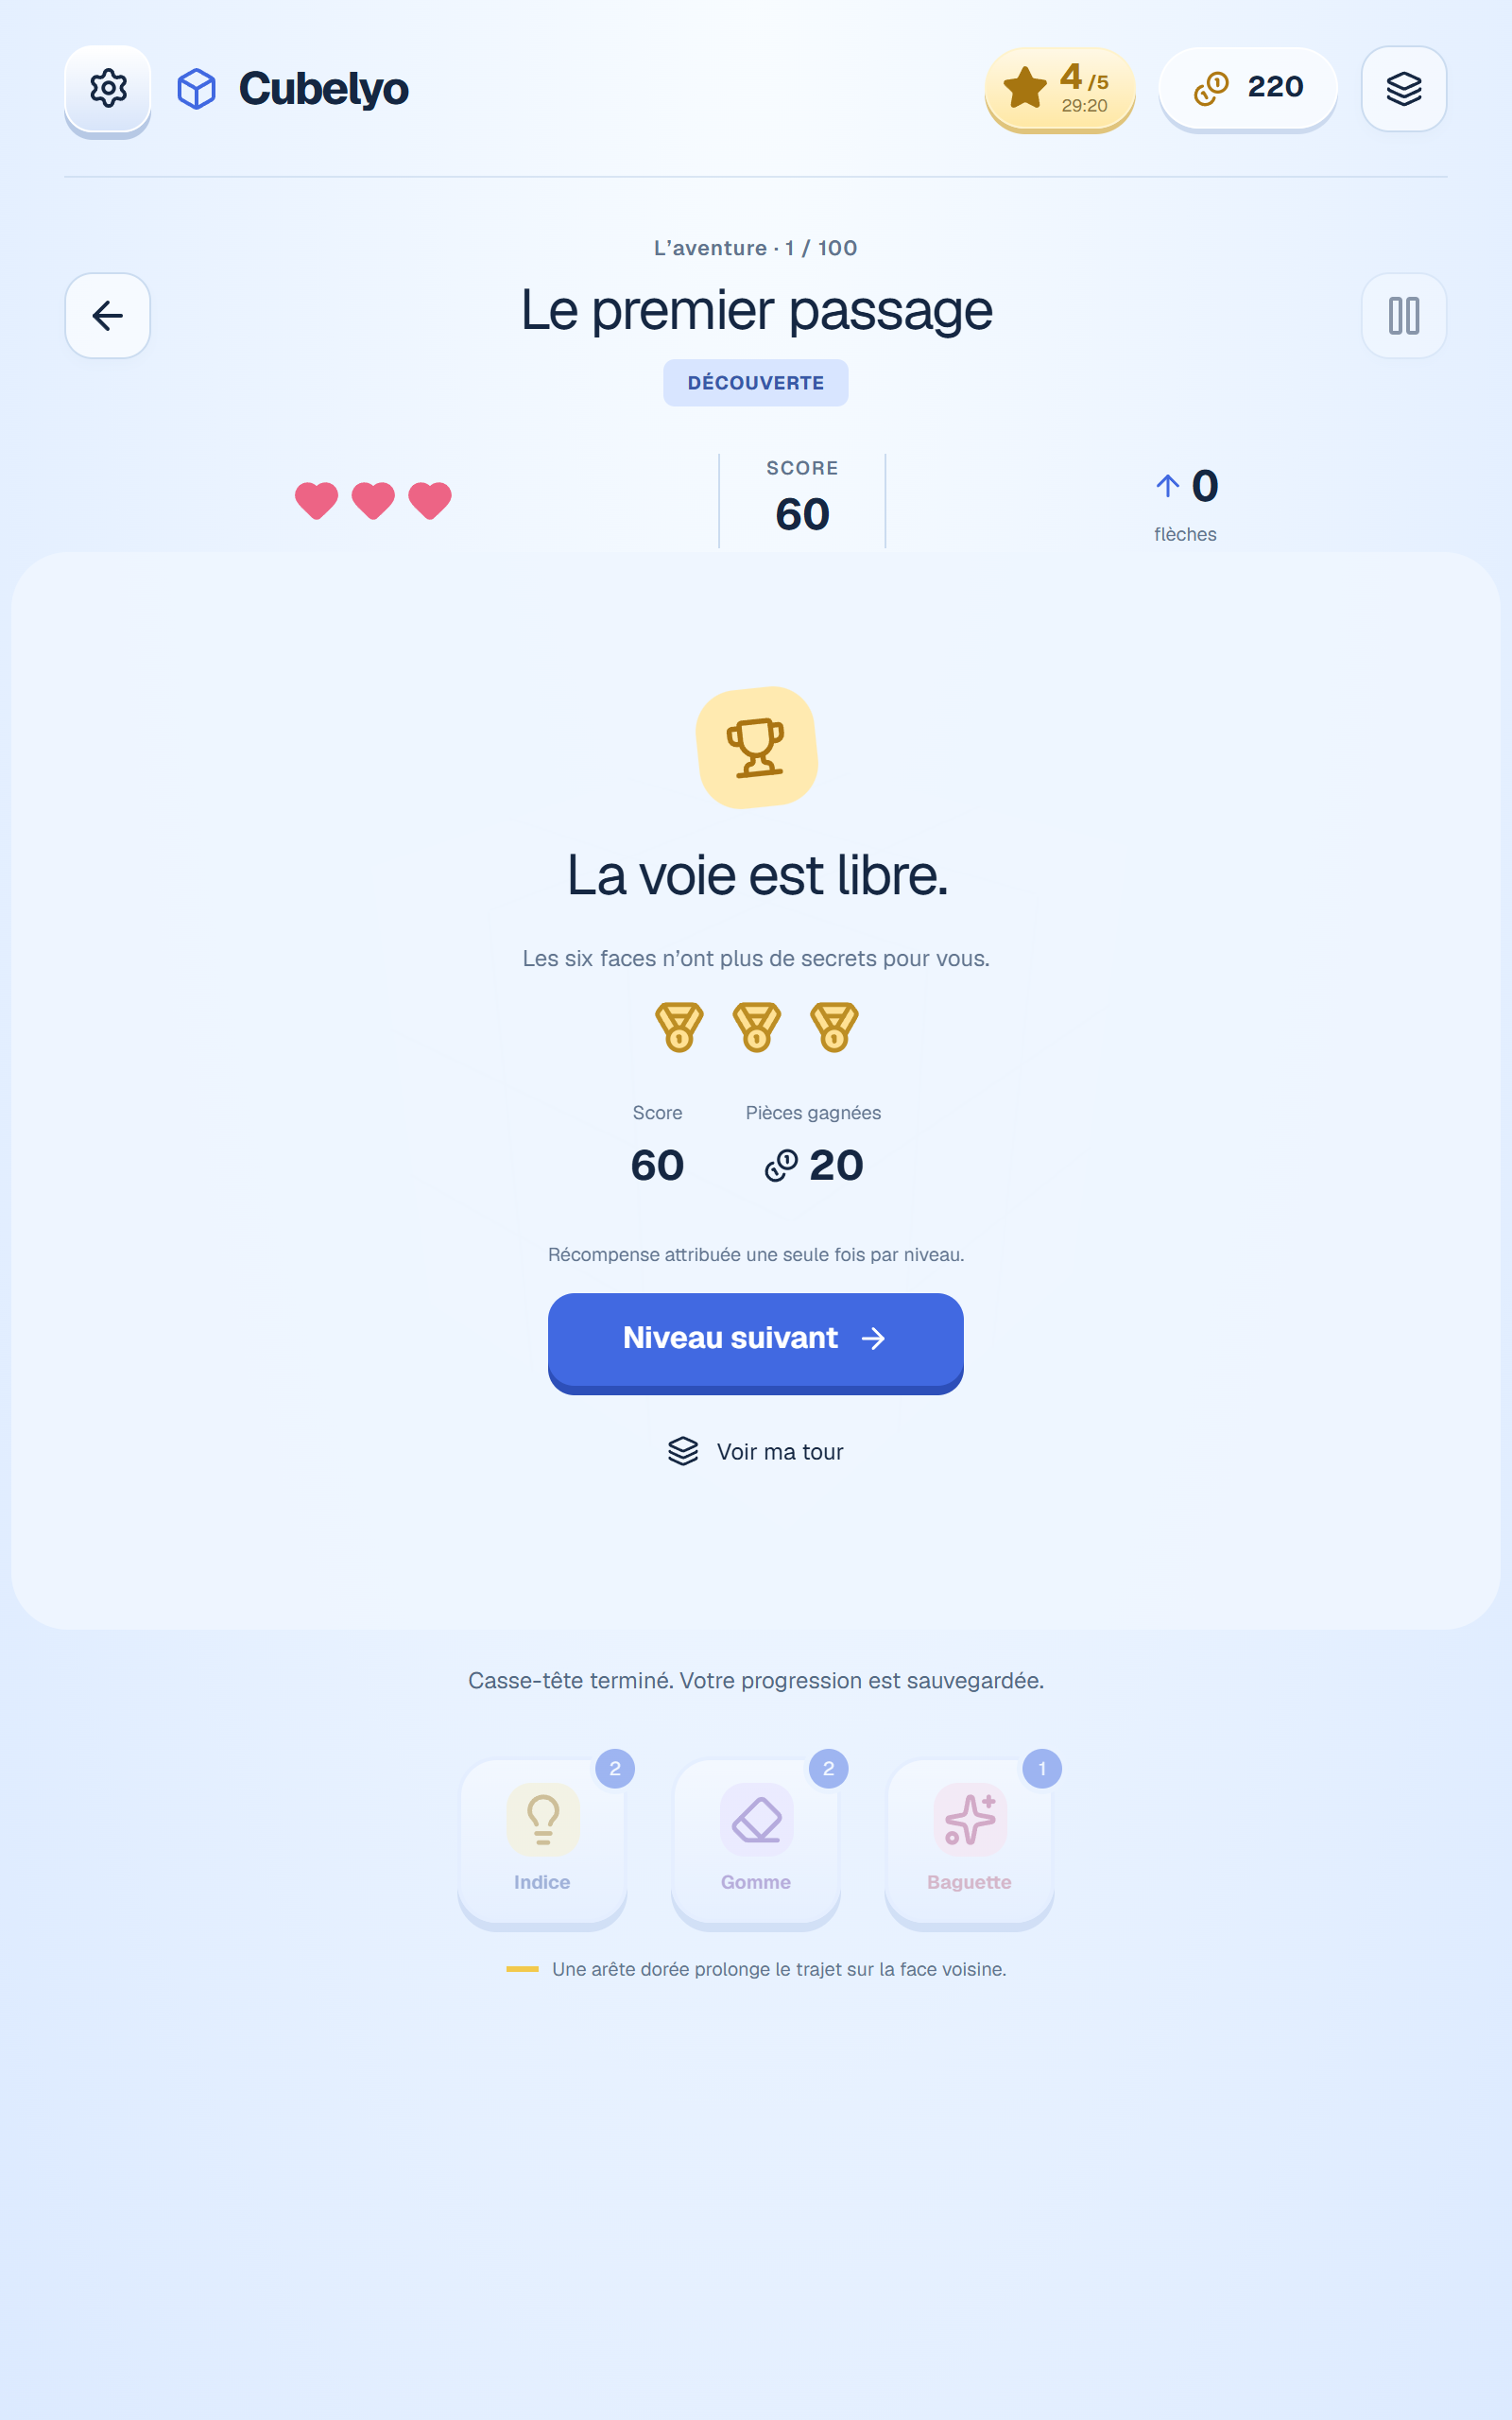 Cubelyo
4 /5
29:20
220
L’aventure · 1 / 100
Le premier passage
DÉCOUVERTE
SCORE
60
0
flèches
La voie est libre.
Les six faces n’ont plus de secrets pour vous.
Score
60
Pièces gagnées
20
Récompense attribuée une seule fois par niveau.
Niveau suivant
Voir ma tour
Casse-tête terminé. Votre progression est sauvegardée.
2
Indice
2
Gomme
1
Baguette
Une arête dorée prolonge le trajet sur la face voisine.